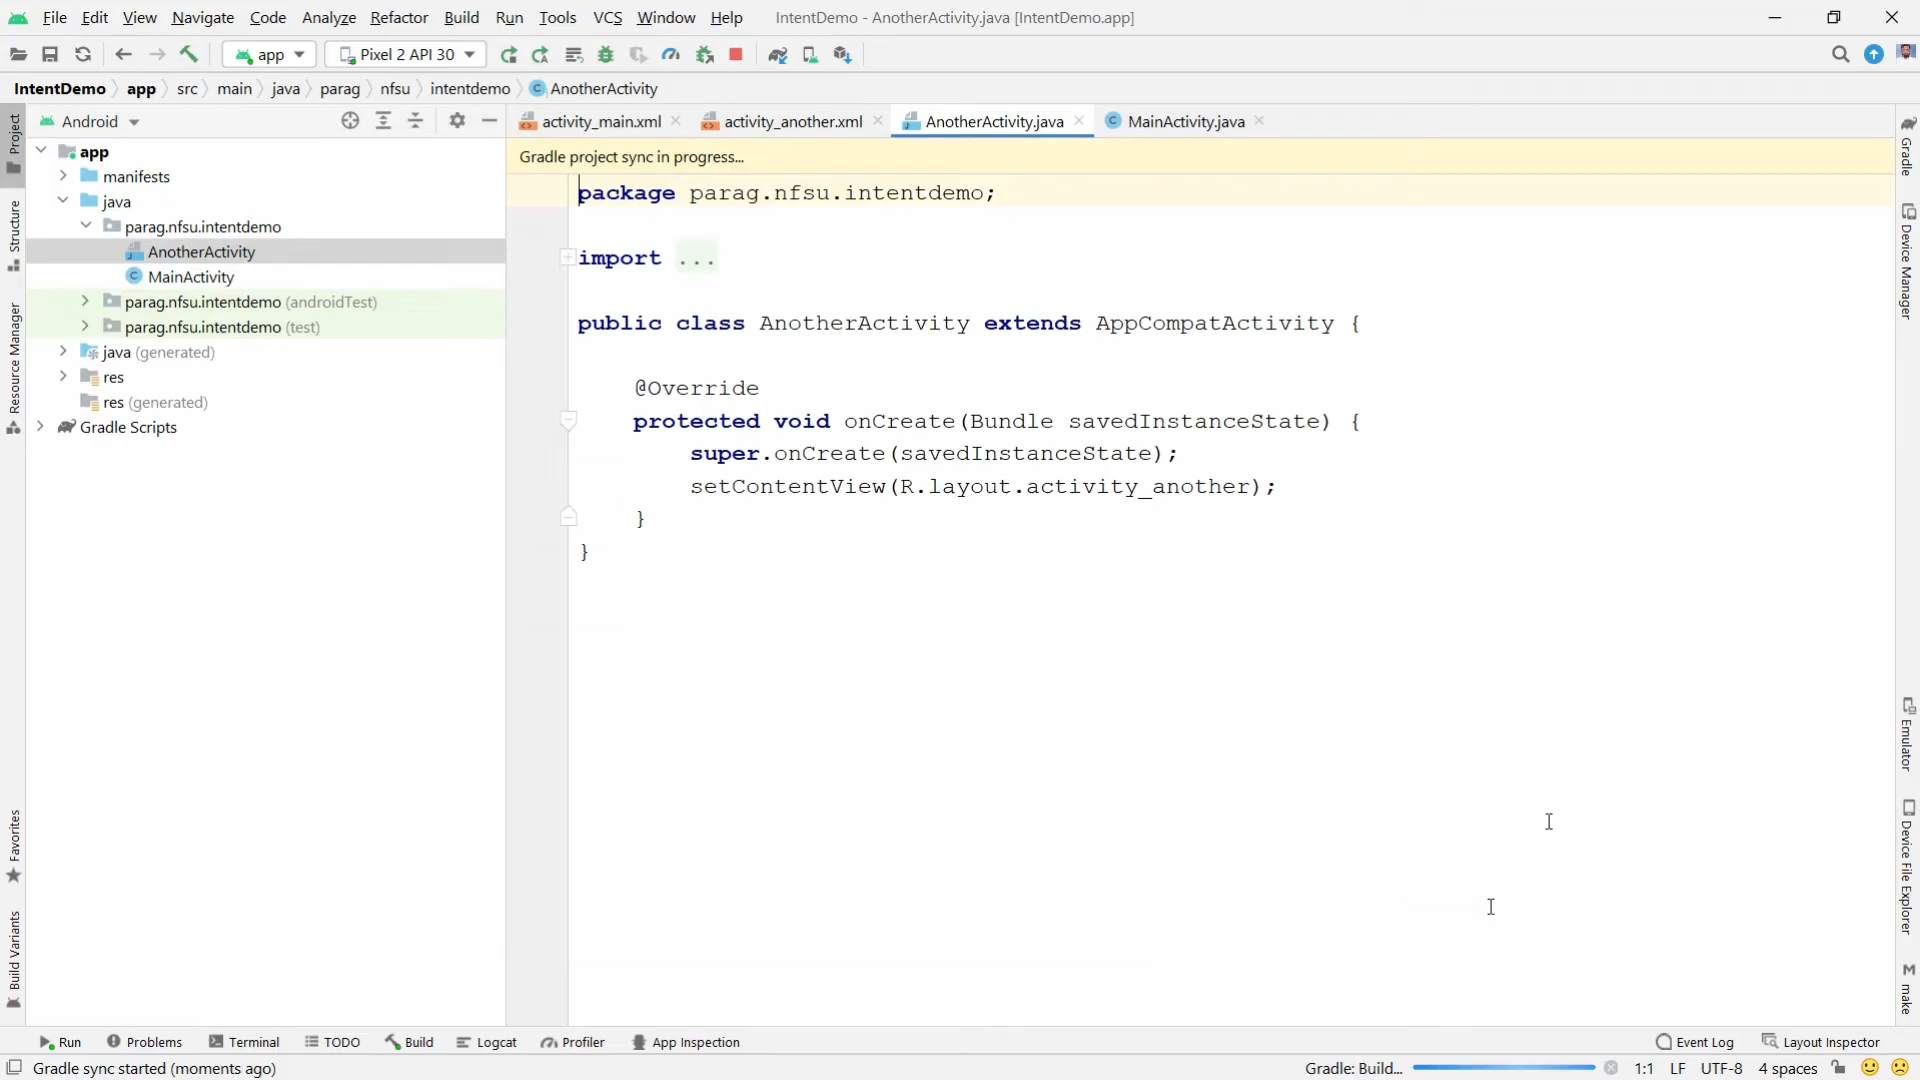 File Edit View Navigate Code Analyze Refactor Build Run Tools VCS Window Help IntentDemo - AnotherActivity.java [IntentDemo.app]
app Pixel 2 API 30
IntentDemo app src main java parag nfsu intentdemo AnotherActivity
Android
activity_main.xml activity_another.xml AnotherActivity.java MainActivity.java
Gradle project sync in progress...
app
manifests
java
parag.nfsu.intentdemo
AnotherActivity
MainActivity
parag.nfsu.intentdemo (androidTest)
parag.nfsu.intentdemo (test)
java (generated)
res
res (generated)
Gradle Scripts
package parag.nfsu.intentdemo;
import ...
public class AnotherActivity extends AppCompatActivity {
@Override
protected void onCreate(Bundle savedInstanceState) {
super.onCreate(savedInstanceState);
setContentView(R.layout.activity_another);
}
}
Project
Structure
Resource Manager
Favorites
Build Variants
Gradle
Device Manager
Emulator
Device File Explorer
make
Run Problems Terminal TODO Build Logcat Profiler App Inspection Event Log Layout Inspector
Gradle sync started (moments ago) Gradle: Build... 1:1 LF UTF-8 4 spaces